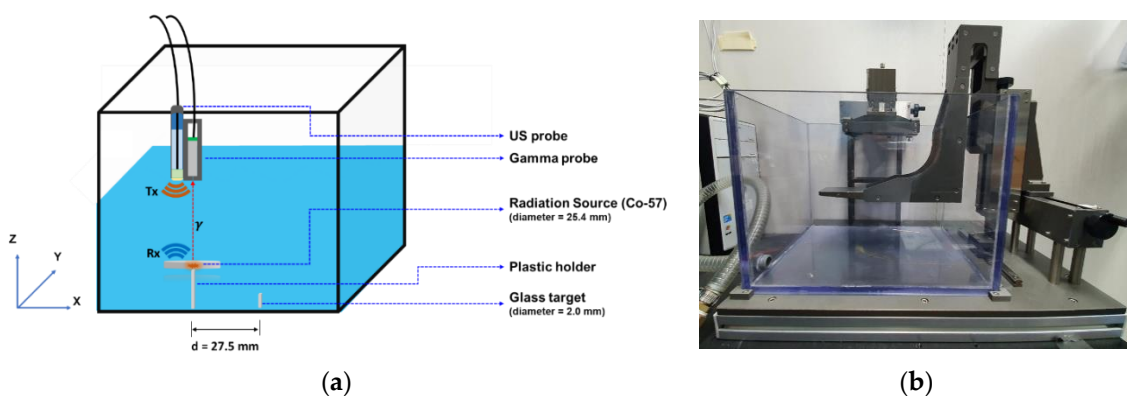 US probe
Gamma probe
Tx
Radiation Source (Co-57)
(diameter = 25.4 mm)
γ
Rx
Z
Y
X
Plastic holder
Glass target
(diameter = 2.0 mm)
d = 27.5 mm
(a)
(b)